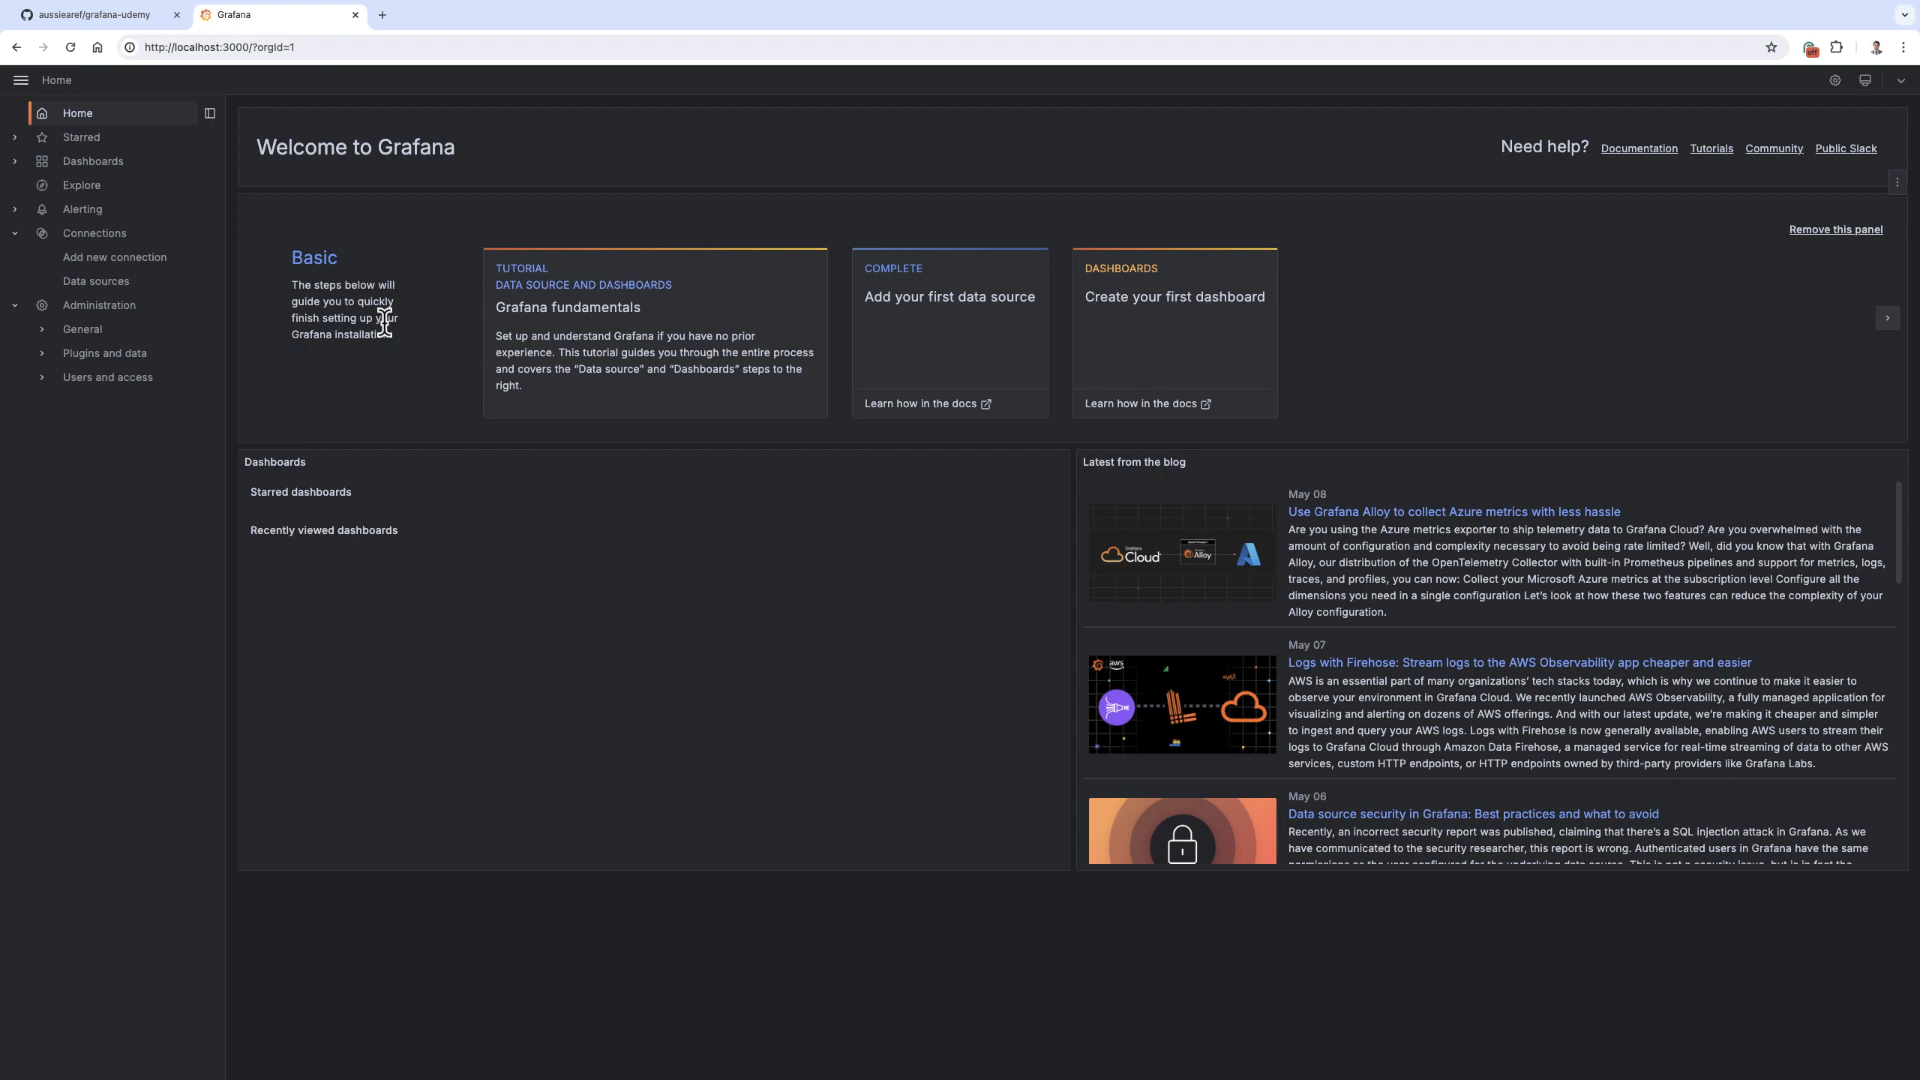 aussiearef/grafana-udemy
Grafana
http://localhost:3000/?orgId=1
off
Home
Home
Starred
Dashboards
Explore
Alerting
Connections
Add new connection
Data sources
Administration
General
Plugins and data
Users and access
Welcome to Grafana
Need help?
Documentation
Tutorials
Community
Public Slack
Remove this panel
Basic
The steps below will
guide you to quickly
finish setting up your
Grafana installation.
TUTORIAL
DATA SOURCE AND DASHBOARDS
Grafana fundamentals
Set up and understand Grafana if you have no prior
experience. This tutorial guides you through the entire process
and covers the “Data source” and “Dashboards” steps to the
right.
COMPLETE
Add your first data source
Learn how in the docs
DASHBOARDS
Create your first dashboard
Learn how in the docs
Dashboards
Starred dashboards
Recently viewed dashboards
Latest from the blog
Grafana
Cloud
Alloy
May 08
Use Grafana Alloy to collect Azure metrics with less hassle
Are you using the Azure metrics exporter to ship telemetry data to Grafana Cloud? Are you overwhelmed with the
amount of configuration and complexity necessary to avoid being rate limited? Well, did you know that with Grafana
Alloy, our distribution of the OpenTelemetry Collector with built-in Prometheus pipelines and support for metrics, logs,
traces, and profiles, you can now: Collect your Microsoft Azure metrics at the subscription level Configure all the
dimensions you need in a single configuration Let’s look at how these two features can reduce the complexity of your
Alloy configuration.
aws
May 07
Logs with Firehose: Stream logs to the AWS Observability app cheaper and easier
AWS is an essential part of many organizations’ tech stacks today, which is why we continue to make it easier to
observe your environment in Grafana Cloud. We recently launched AWS Observability, a fully managed application for
visualizing and alerting on dozens of AWS offerings. And with our latest update, we’re making it cheaper and simpler
to ingest and query your AWS logs. Logs with Firehose is now generally available, enabling AWS users to stream their
logs to Grafana Cloud through Amazon Data Firehose, a managed service for real-time streaming of data to other AWS
services, custom HTTP endpoints, or HTTP endpoints owned by third-party providers like Grafana Labs.
May 06
Data source security in Grafana: Best practices and what to avoid
Recently, an incorrect security report was published, claiming that there’s a SQL injection attack in Grafana. As we
have communicated to the security researcher, this report is wrong. Authenticated users in Grafana have the same